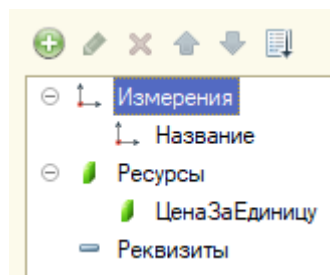 Измерения
Название
Ресурсы
ЦенаЗаЕдиницу
Реквизиты